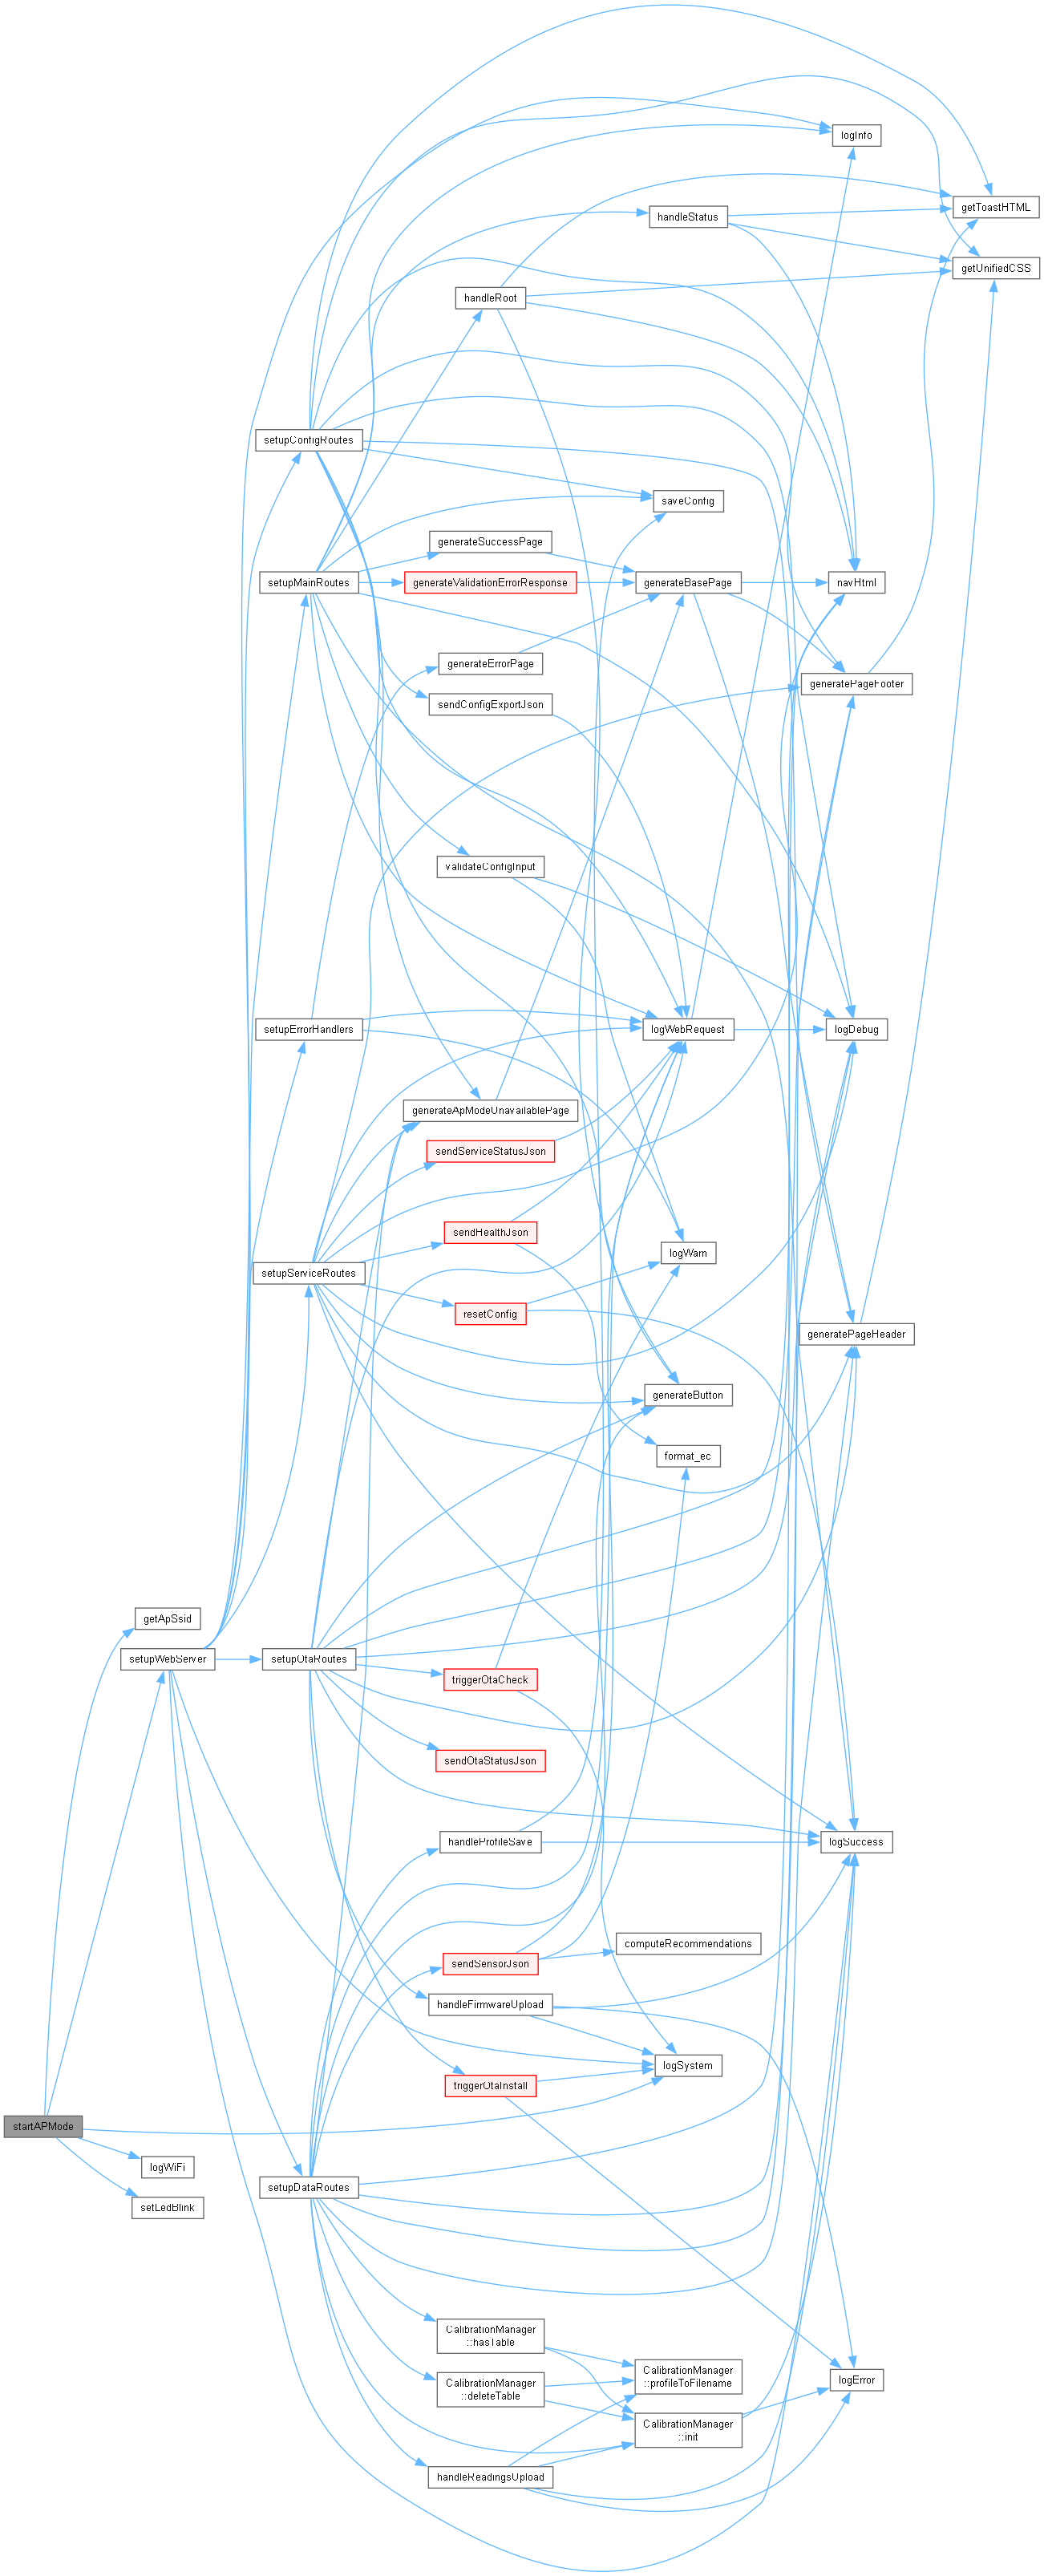 logInfo
getToastHTML
handleStatus
getUnifiedCSS
handleRoot
setupConfigRoutes
saveConfig
generateSuccessPage
setupMainRoutes
generateValidationErrorResponse
generateBasePage
navHtml
generateErrorPage
generatePageFooter
sendConfigExportJson
validateConfigInput
setupErrorHandlers
logWebRequest
logDebug
generateApModeUnavailablePage
sendServiceStatusJson
sendHealthJson
logWarn
setupServiceRoutes
resetConfig
generatePageHeader
generateButton
format_ec
getApSsid
setupWebServer
setupOtaRoutes
triggerOtaCheck
sendOtaStatusJson
handleProfileSave
logSuccess
computeRecommendations
sendSensorJson
handleFirmwareUpload
logSystem
triggerOtaInstall
startAPMode
logWiFi
setupDataRoutes
setLedBlink
CalibrationManager
::hasTable
CalibrationManager
::profileToFilename
logError
CalibrationManager
::deleteTable
CalibrationManager
::init
handleReadingsUpload